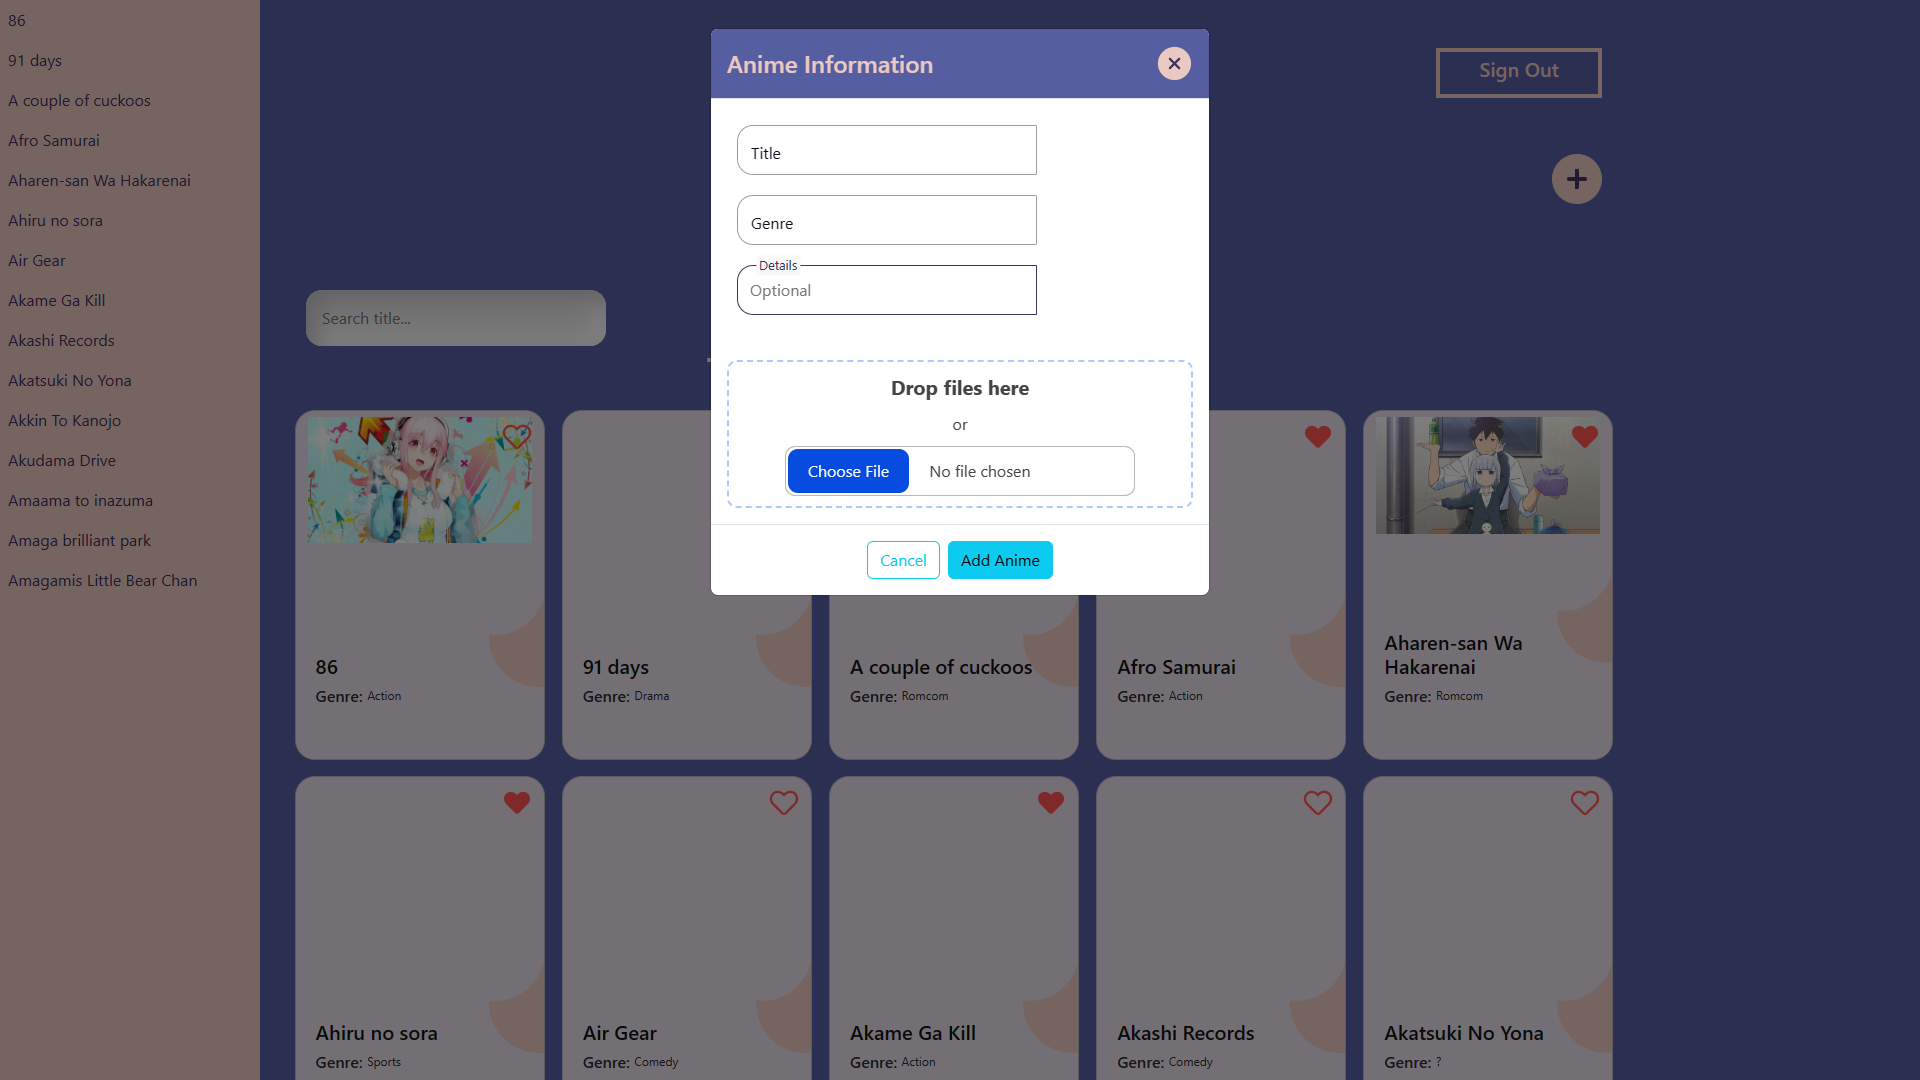 86
91 days
A couple of cuckoos
Afro Samurai
Aharen-san Wa Hakarenai
Ahiru no sora
Air Gear
Akame Ga Kill
Akashi Records
Akatsuki No Yona
Akkin To Kanojo
Akudama Drive
Amaama to inazuma
Amaga brilliant park
Amagamis Little Bear Chan
Sign Out
Search title...
Anime Information
Title
Genre
Details
Optional
Drop files here
or
Choose File No file chosen
Cancel Add Anime
86
Genre: Action
91 days
Genre: Drama
A couple of cuckoos
Genre: Romcom
Afro Samurai
Genre: Action
Aharen-san Wa
Hakarenai
Genre: Romcom
Ahiru no sora
Genre: Sports
Air Gear
Genre: Comedy
Akame Ga Kill
Genre: Action
Akashi Records
Genre: Comedy
Akatsuki No Yona
Genre: ?